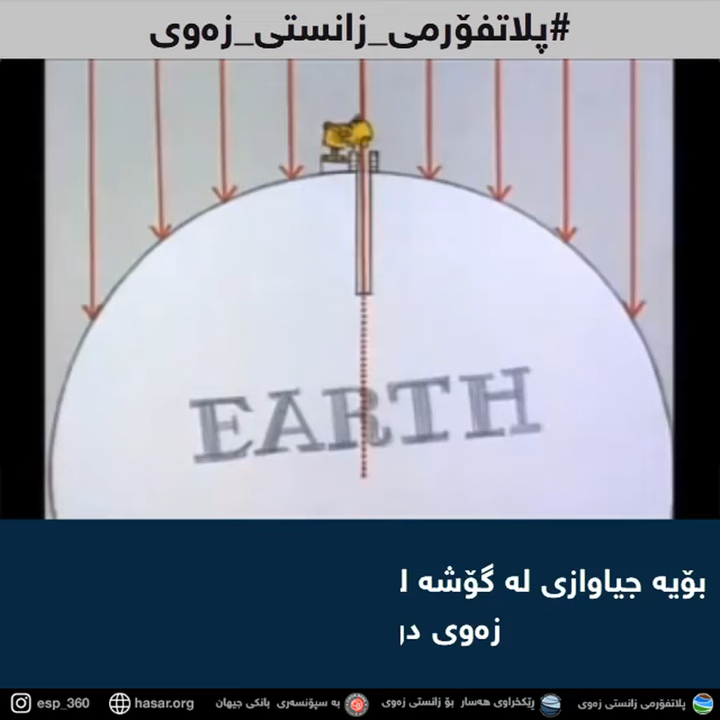 #پلاتفۆرمی_زانستی_زەوی
EARTH
بۆیە جیاوازی لە گۆشە
زەوی
esp_360
hasar.org
بە سپۆنسەری بانکی جیهان
ڕێکخراوی هەسار بۆ زانستی زەوی
پلاتفۆرمی زانستی زەوی